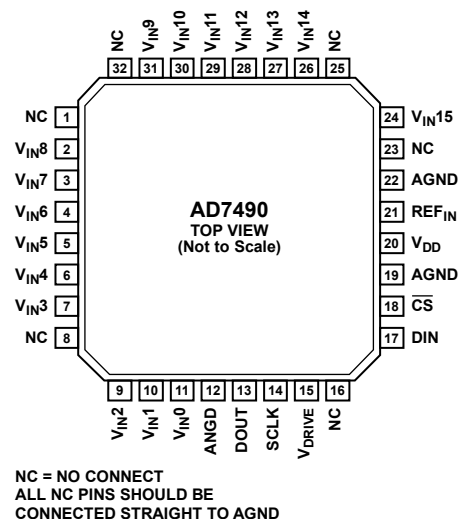 NC
VIN9
VIN10
VIN11
VIN12
VIN13
VIN14
NC
32 31 30 29 28 27 26 25
NC 1
VIN8 2
VIN7 3
VIN6 4
VIN5 5
VIN4 6
VIN3 7
NC 8
AD7490
TOP VIEW
(Not to Scale)
24 VIN15
23 NC
22 AGND
21 REFIN
20 VDD
19 AGND
18 C̅S̅
17 DIN
9 10 11 12 13 14 15 16
VIN2
VIN1
VIN0
ANGD
DOUT
SCLK
VDRIVE
NC
NC = NO CONNECT
ALL NC PINS SHOULD BE
CONNECTED STRAIGHT TO AGND